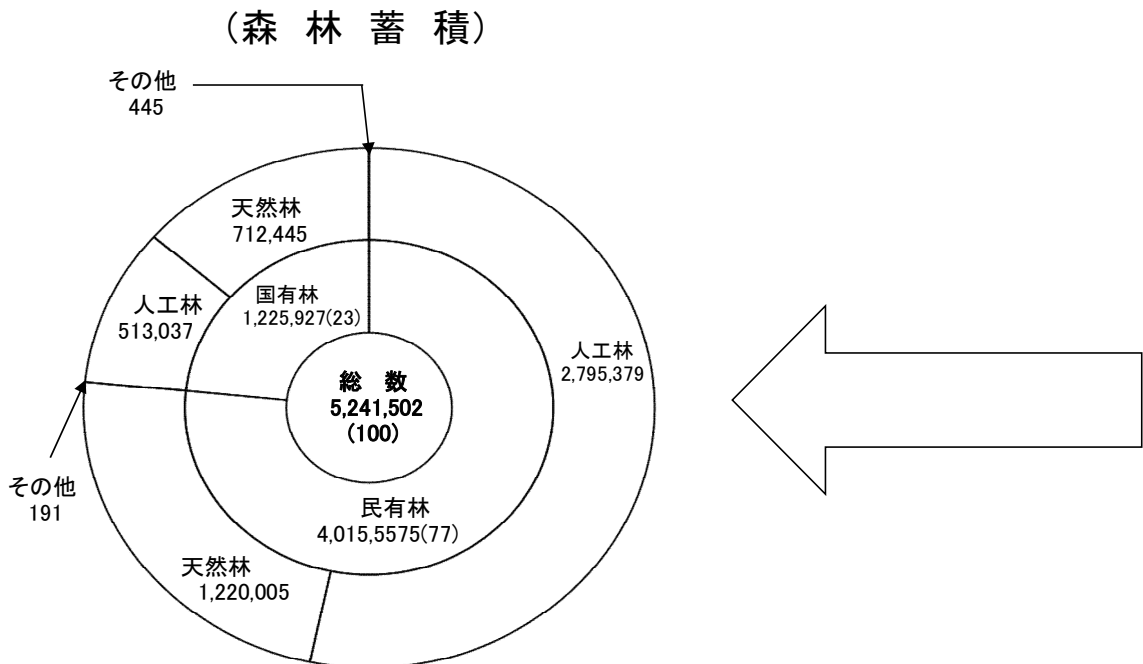 (森 林 蓄 積)
その他
445
天然林
712,445
人工林
513,037
国有林
1,225,927(23)
人工林
2,795,379
総 数
5,241,502
(100)
その他
191
民有林
4,015,5575(77)
天然林
1,220,005